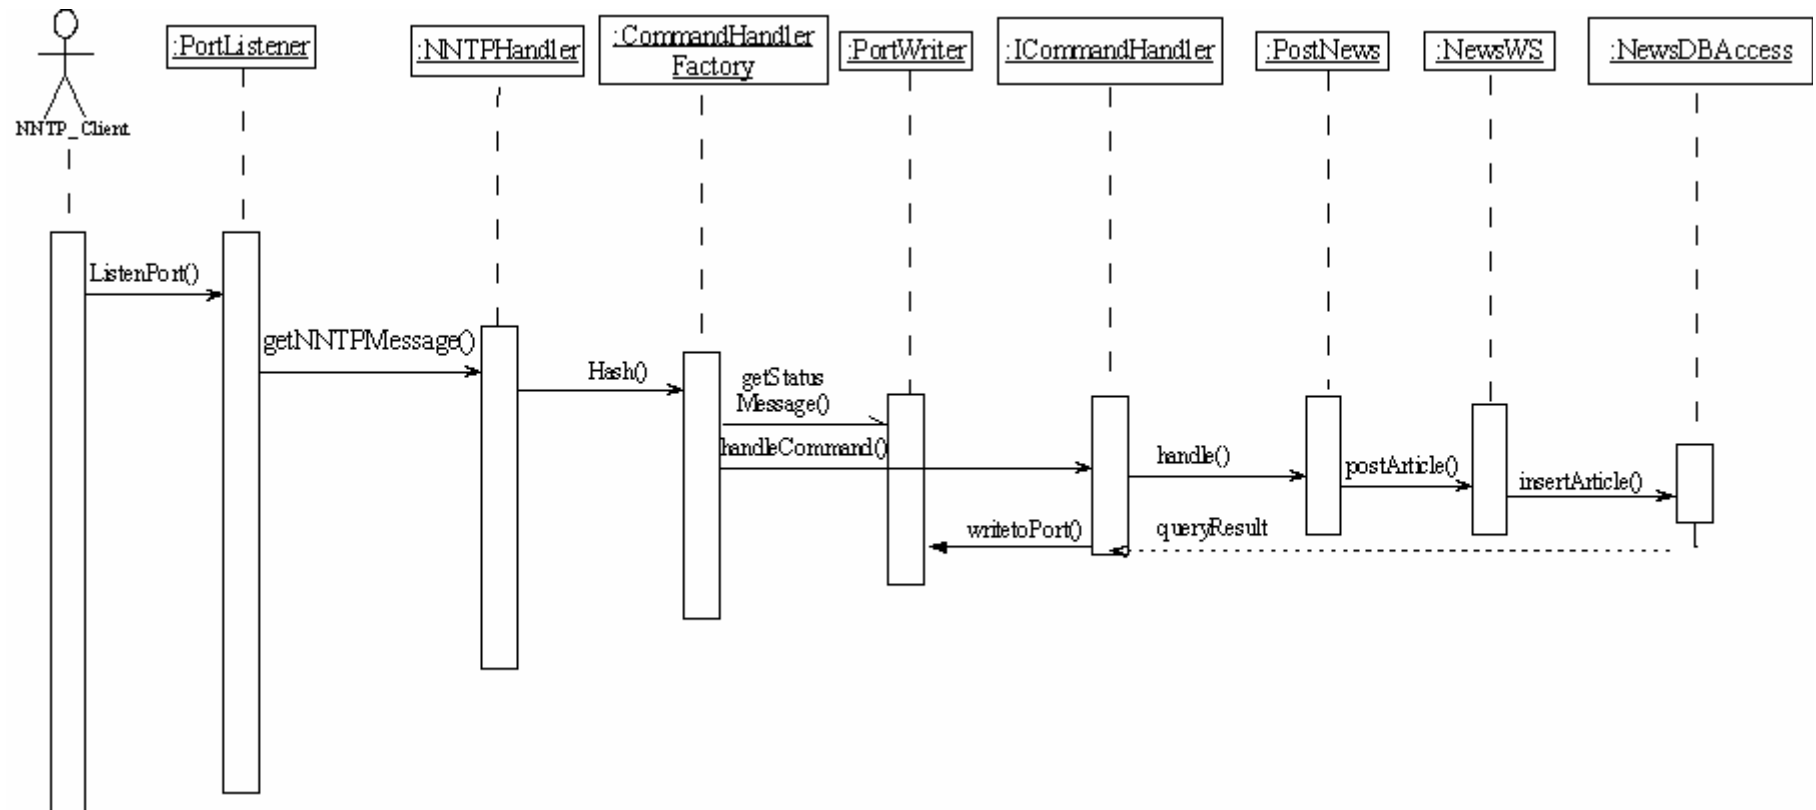 :PortListener
:NNTPHandler
:CommandHandler
Factory
:PortWriter
:ICommandHandler
:PostNews
:NewsWS
:NewsDBAccess
NNTP_Client
ListenPort()
getNNTPMessage()
Hash()
getStatus
Message()
handleCommand()
handle()
postArticle()
insertArticle()
writetoPort()
queryResult